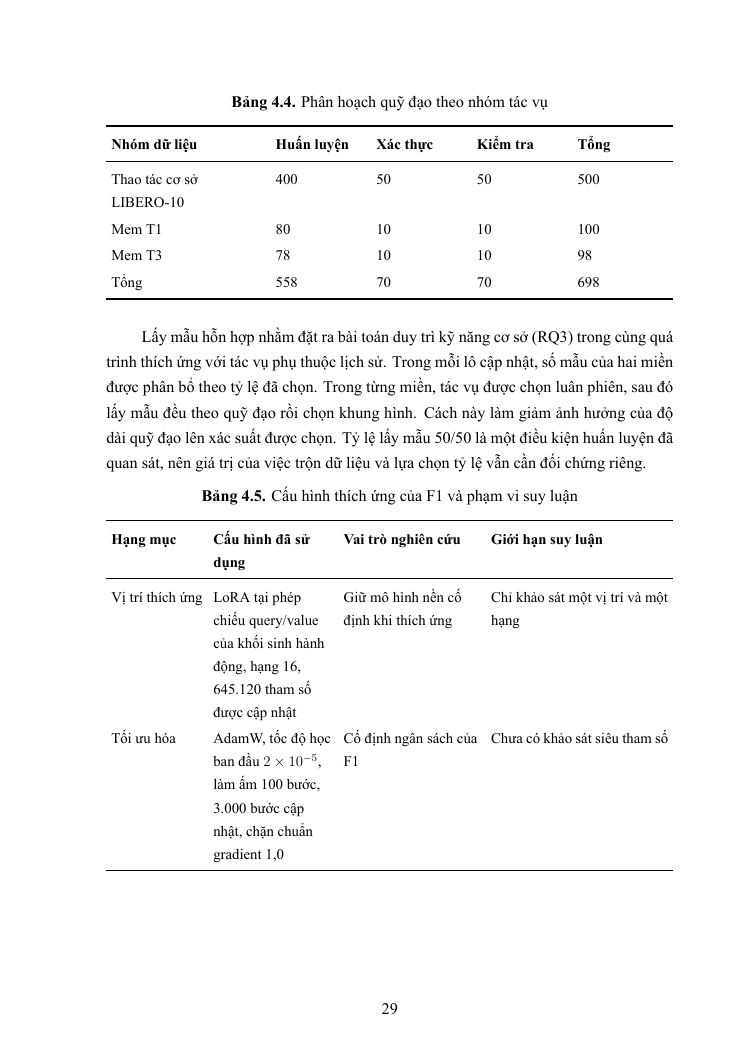 Bảng 4.4. Phân hoạch quỹ đạo theo nhóm tác vụ
Nhóm dữ liệu Huấn luyện Xác thực Kiểm tra Tổng
Thao tác cơ sở 400 50 50 500
LIBERO-10
Mem T1 80 10 10 100
Mem T3 78 10 10 98
Tổng 558 70 70 698
Lấy mẫu hỗn hợp nhằm đặt ra bài toán duy trì kỹ năng cơ sở (RQ3) trong cùng quá
trình thích ứng với tác vụ phụ thuộc lịch sử. Trong mỗi lô cập nhật, số mẫu của hai miền
được phân bổ theo tỷ lệ đã chọn. Trong từng miền, tác vụ được chọn luân phiên, sau đó
lấy mẫu đều theo quỹ đạo rồi chọn khung hình. Cách này làm giảm ảnh hưởng của độ
dài quỹ đạo lên xác suất được chọn. Tỷ lệ lấy mẫu 50/50 là một điều kiện huấn luyện đã
quan sát, nên giá trị của việc trộn dữ liệu và lựa chọn tỷ lệ vẫn cần đối chứng riêng.
Bảng 4.5. Cấu hình thích ứng của F1 và phạm vi suy luận
Hạng mục Cấu hình đã sử Vai trò nghiên cứu Giới hạn suy luận
dụng
Vị trí thích ứng LoRA tại phép Giữ mô hình nền cố Chỉ khảo sát một vị trí và một
chiếu query/value định khi thích ứng hạng
của khối sinh hành
động, hạng 16,
645.120 tham số
được cập nhật
Tối ưu hóa AdamW, tốc độ học Cố định ngân sách của Chưa có khảo sát siêu tham số
ban đầu 2 × 10⁻⁵, F1
làm ấm 100 bước,
3.000 bước cập
nhật, chặn chuẩn
gradient 1,0
29